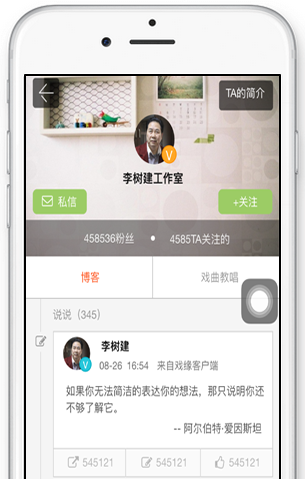 TA的简介
V
李树建工作室
私信
+关注
458536粉丝 • 4585TA关注的
博客 戏曲教唱
说说（345）
李树建
V
08-26 16:54 来自戏缘客户端
如果你无法简洁的表达你的想法，那只说明你还
不够了解它。
-- 阿尔伯特·爱因斯坦
545121 545121 545121